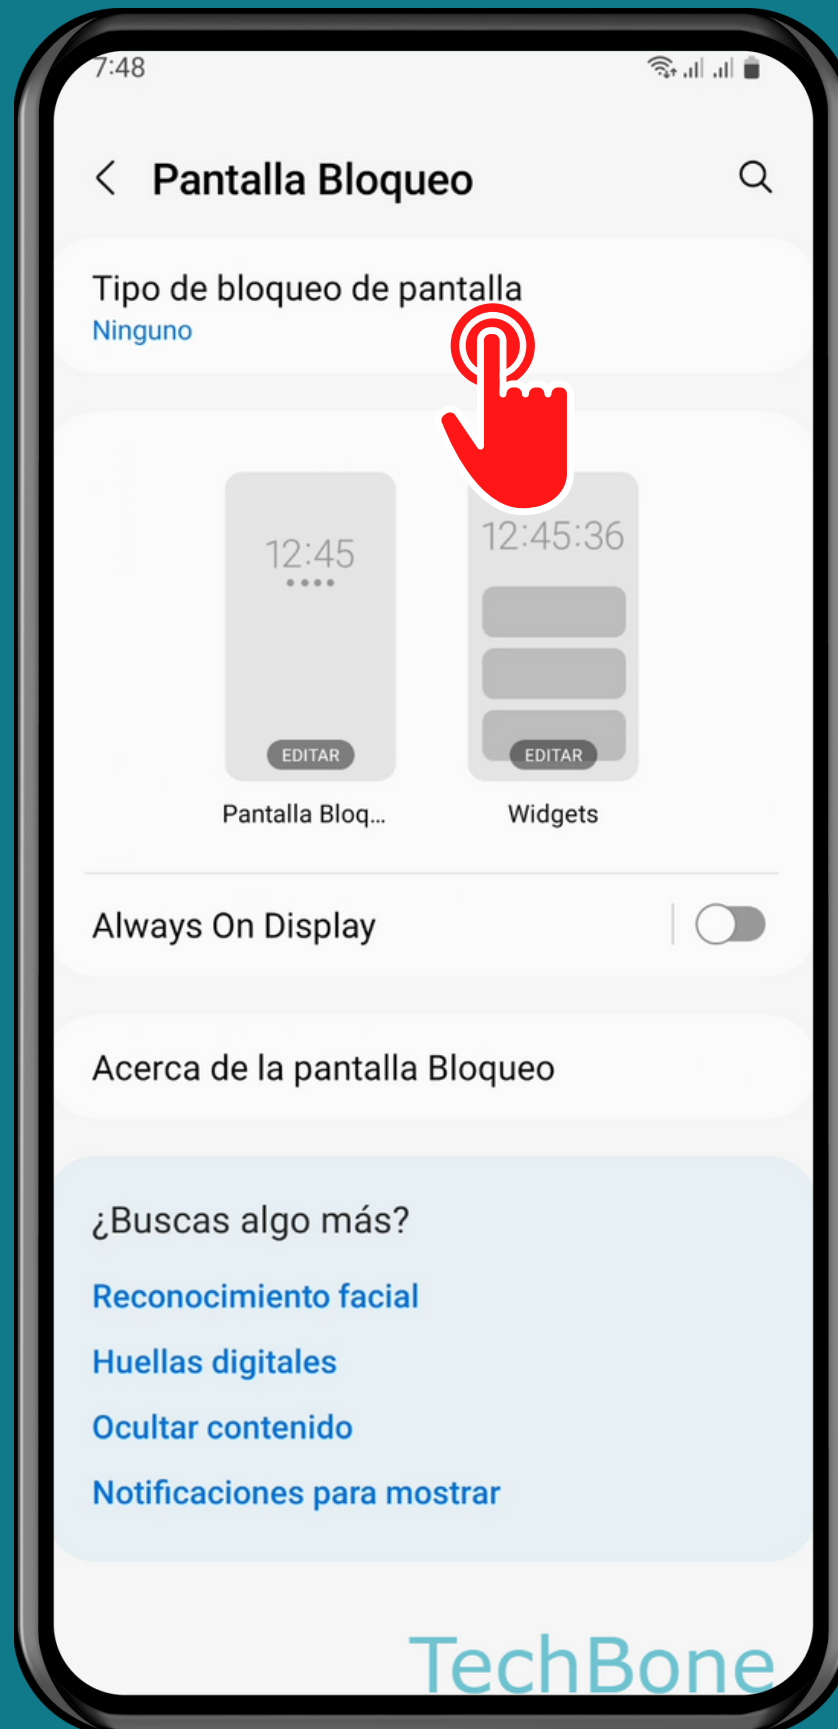 7:48
Pantalla Bloqueo
Tipo de bloqueo de pantalla
Ninguno
12:45
12:45:36
EDITAR
EDITAR
Pantalla Bloq...
Widgets
Always On Display
Acerca de la pantalla Bloqueo
¿Buscas algo más?
Reconocimiento facial
Huellas digitales
Ocultar contenido
Notificaciones para mostrar
TechBone